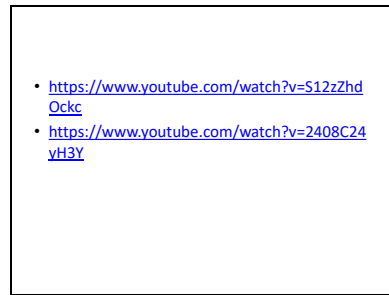 • https://www.youtube.com/watch?v=S12zZhd
Ockc
• https://www.youtube.com/watch?v=2408C24
yH3Y